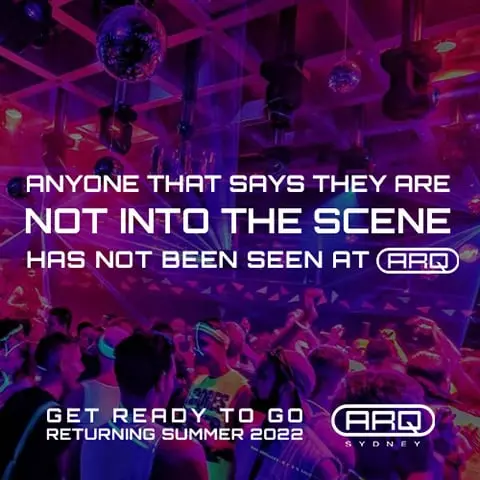 ANYONE THAT SAYS THEY ARE
NOT INTO THE SCENE
HAS NOT BEEN SEEN AT ARQ
GET READY TO GO
RETURNING SUMMER 2022
ARQ
SYDNEY